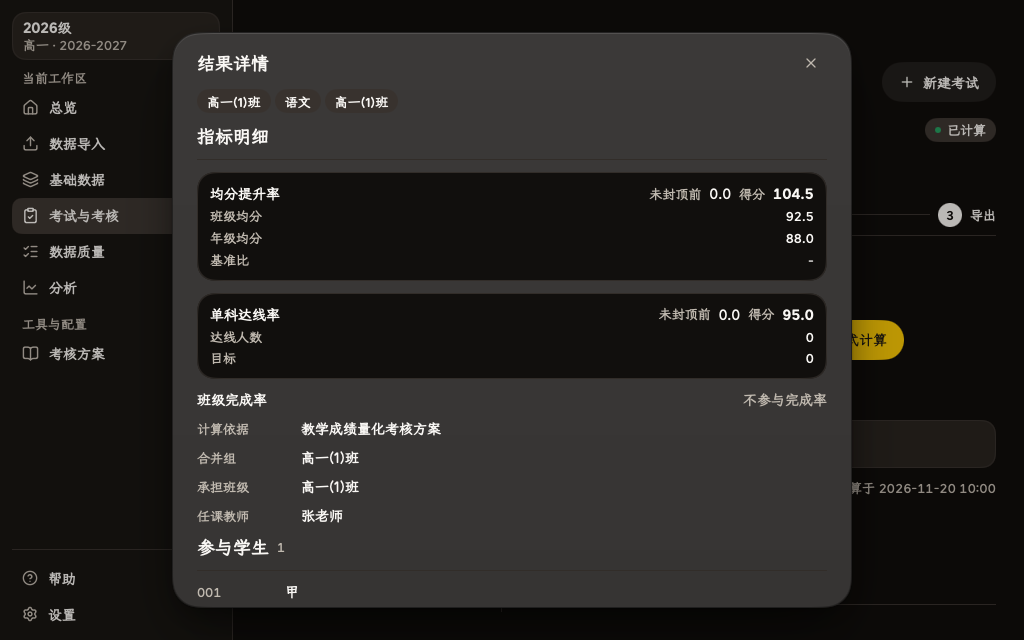 2026级
高一 · 2026-2027
当前工作区
总览
数据导入
基础数据
考试与考核
数据质量
分析
工具与配置
考核方案
帮助
设置
新建考试
已计算
3 导出
式计算
算于 2026-11-20 10:00
结果详情
高一(1)班 语文 高一(1)班
指标明细
均分提升率 未封顶前 0.0 得分 104.5
班级均分 92.5
年级均分 88.0
基准比 -
单科达线率 未封顶前 0.0 得分 95.0
达线人数 0
目标 0
班级完成率 不参与完成率
计算依据 教学成绩量化考核方案
合并组 高一(1)班
承担班级 高一(1)班
任课教师 张老师
参与学生 1
001 甲